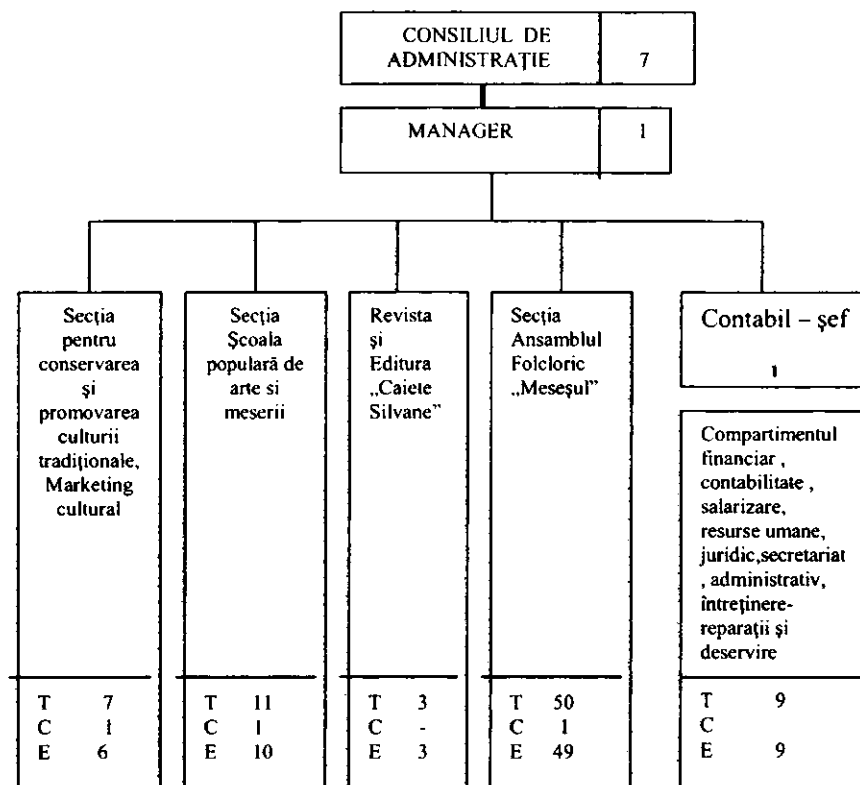 CONSILIUL DE
ADMINISTRAȚIE 7
MANAGER 1
Secția
pentru
conservarea
și
promovarea
culturii
tradiționale,
Marketing
cultural
T 7
C 1
E 6
Secția
Școala
populară de
arte si
meserii
T 11
C 1
E 10
Revista
și
Editura
„Caiete
Silvane”
T 3
C -
E 3
Secția
Ansamblul
Folcloric
„Meseșul”
T 50
C 1
E 49
Contabil – șef
1
Compartimentul
financiar ,
contabilitate ,
salarizare,
resurse umane,
juridic,secretariat
, administrativ,
întreținere-
reparații și
deservire
T 9
C
E 9